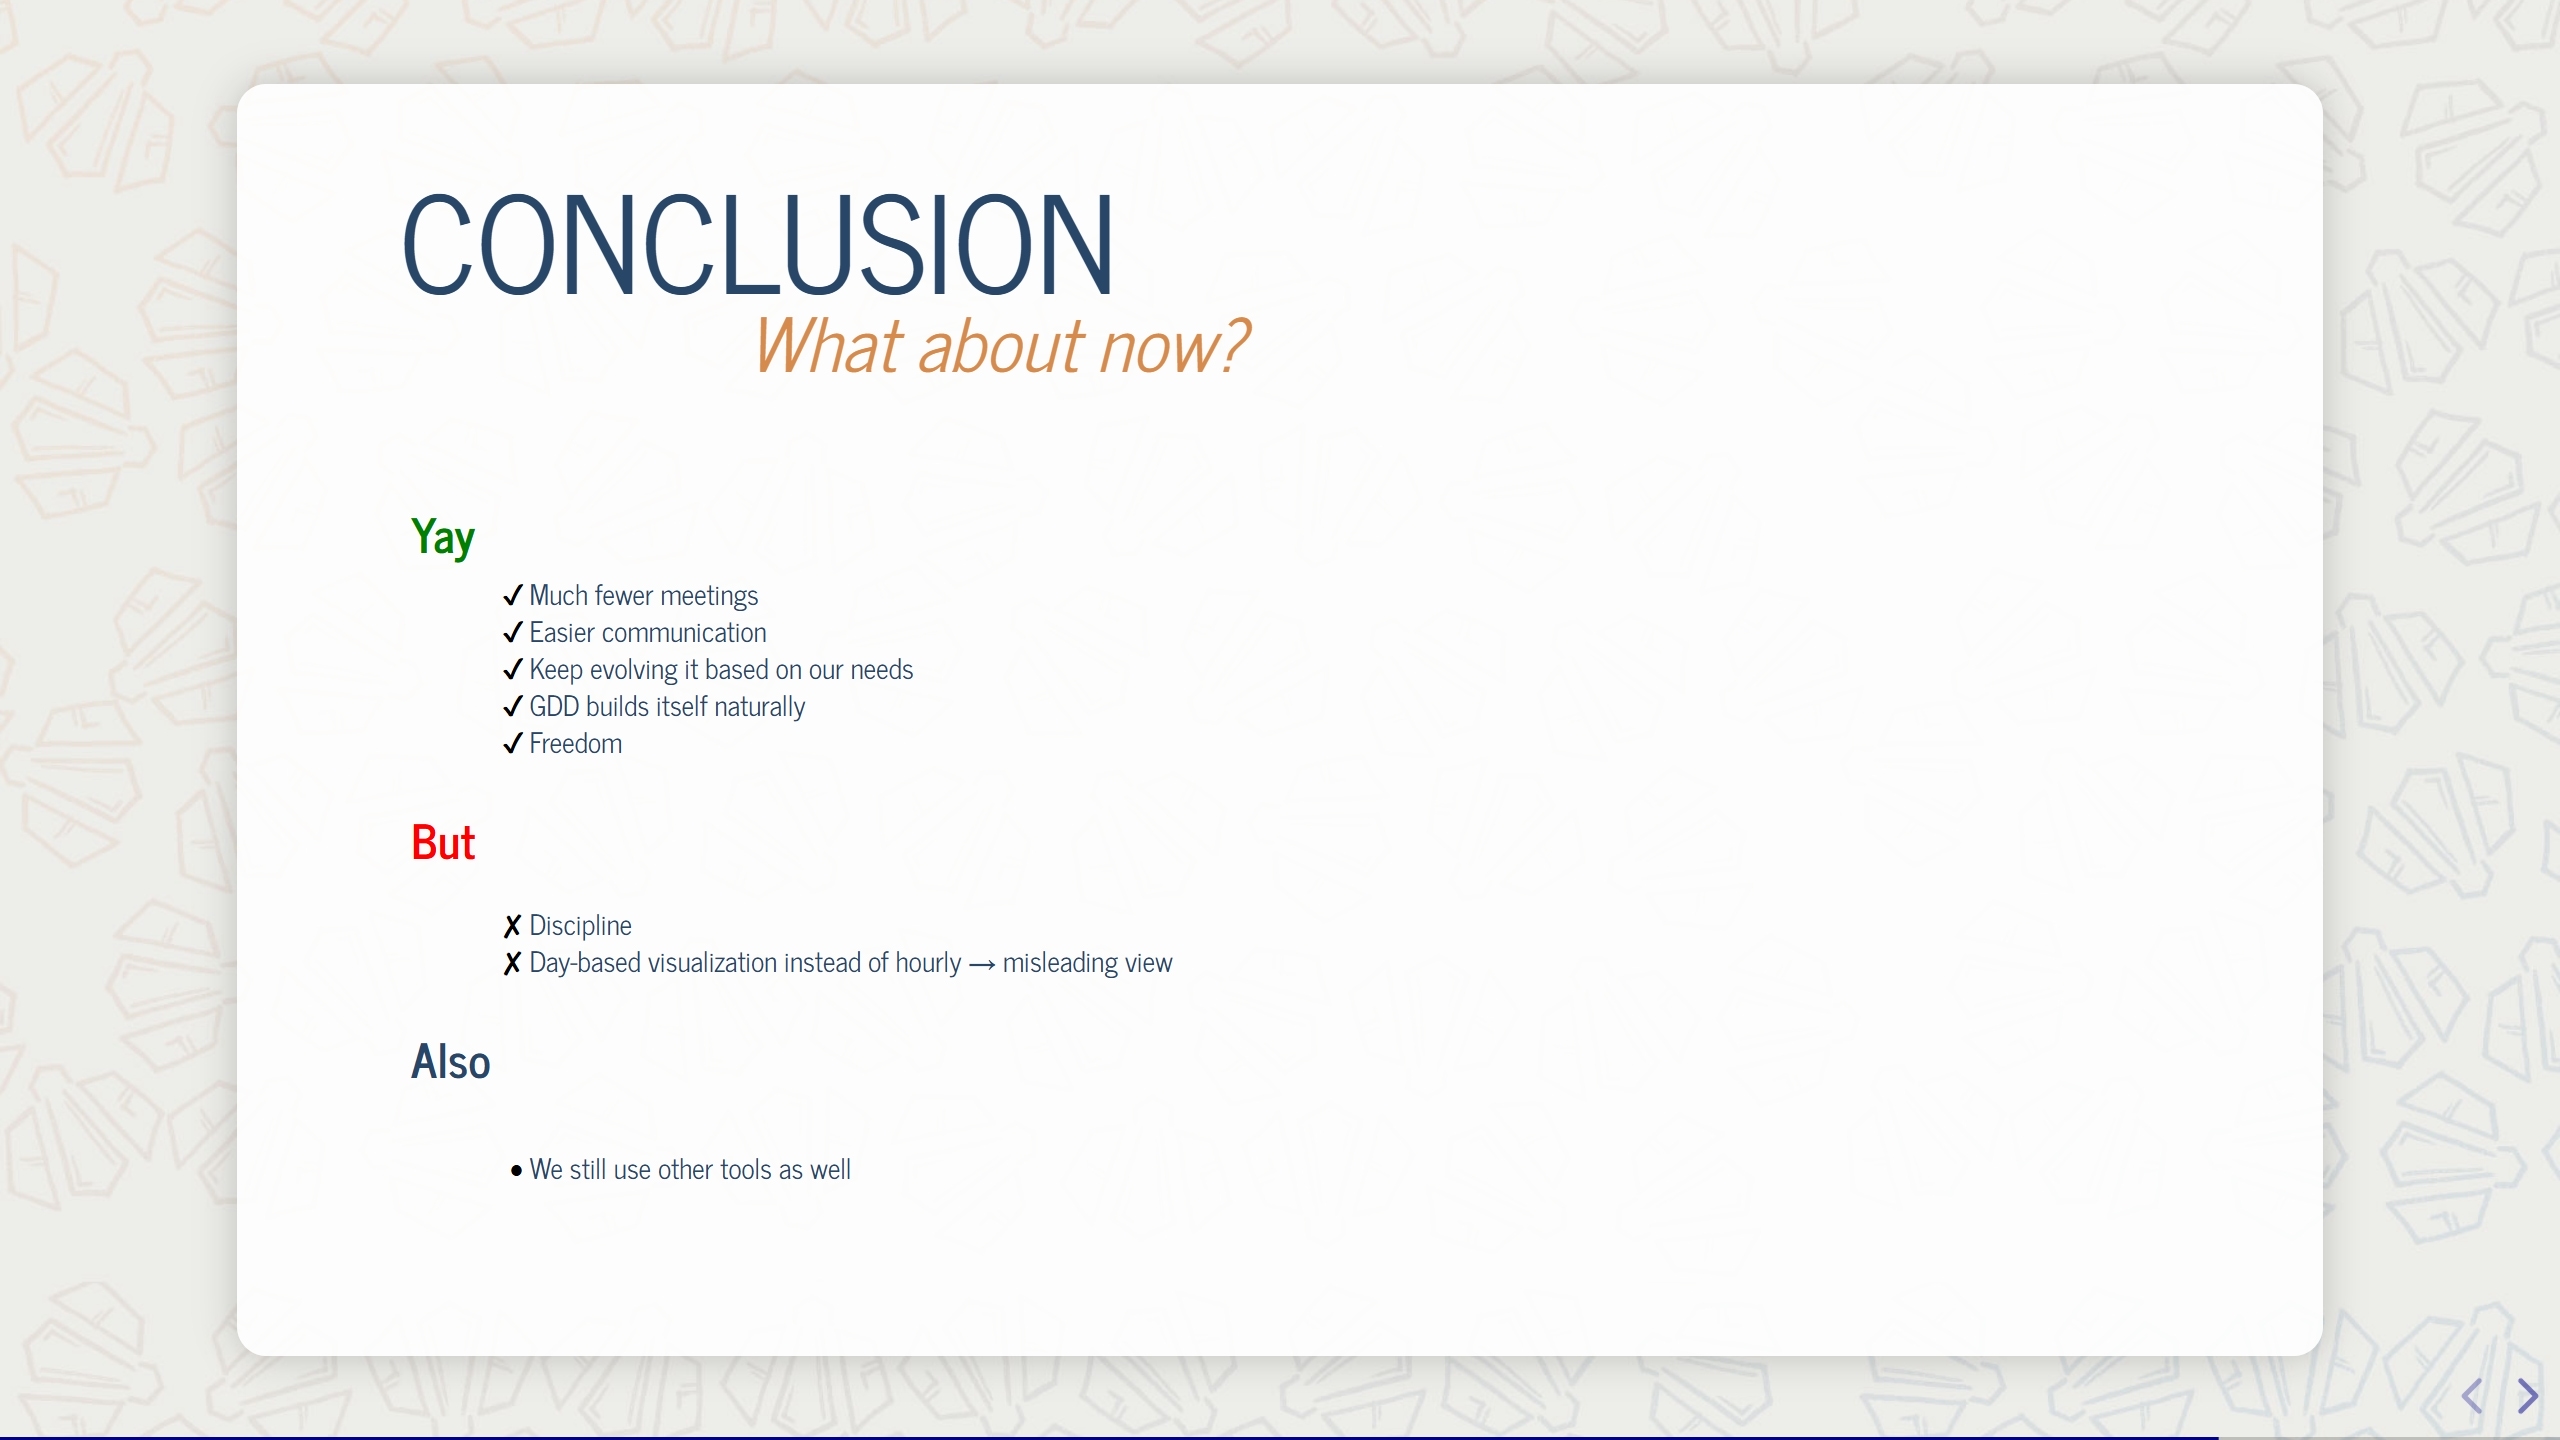 CONCLUSION
What about now?
Yay
✓ Much fewer meetings
✓ Easier communication
✓ Keep evolving it based on our needs
✓ GDD builds itself naturally
✓ Freedom
But
✗ Discipline
✗ Day-based visualization instead of hourly → misleading view
Also
• We still use other tools as well